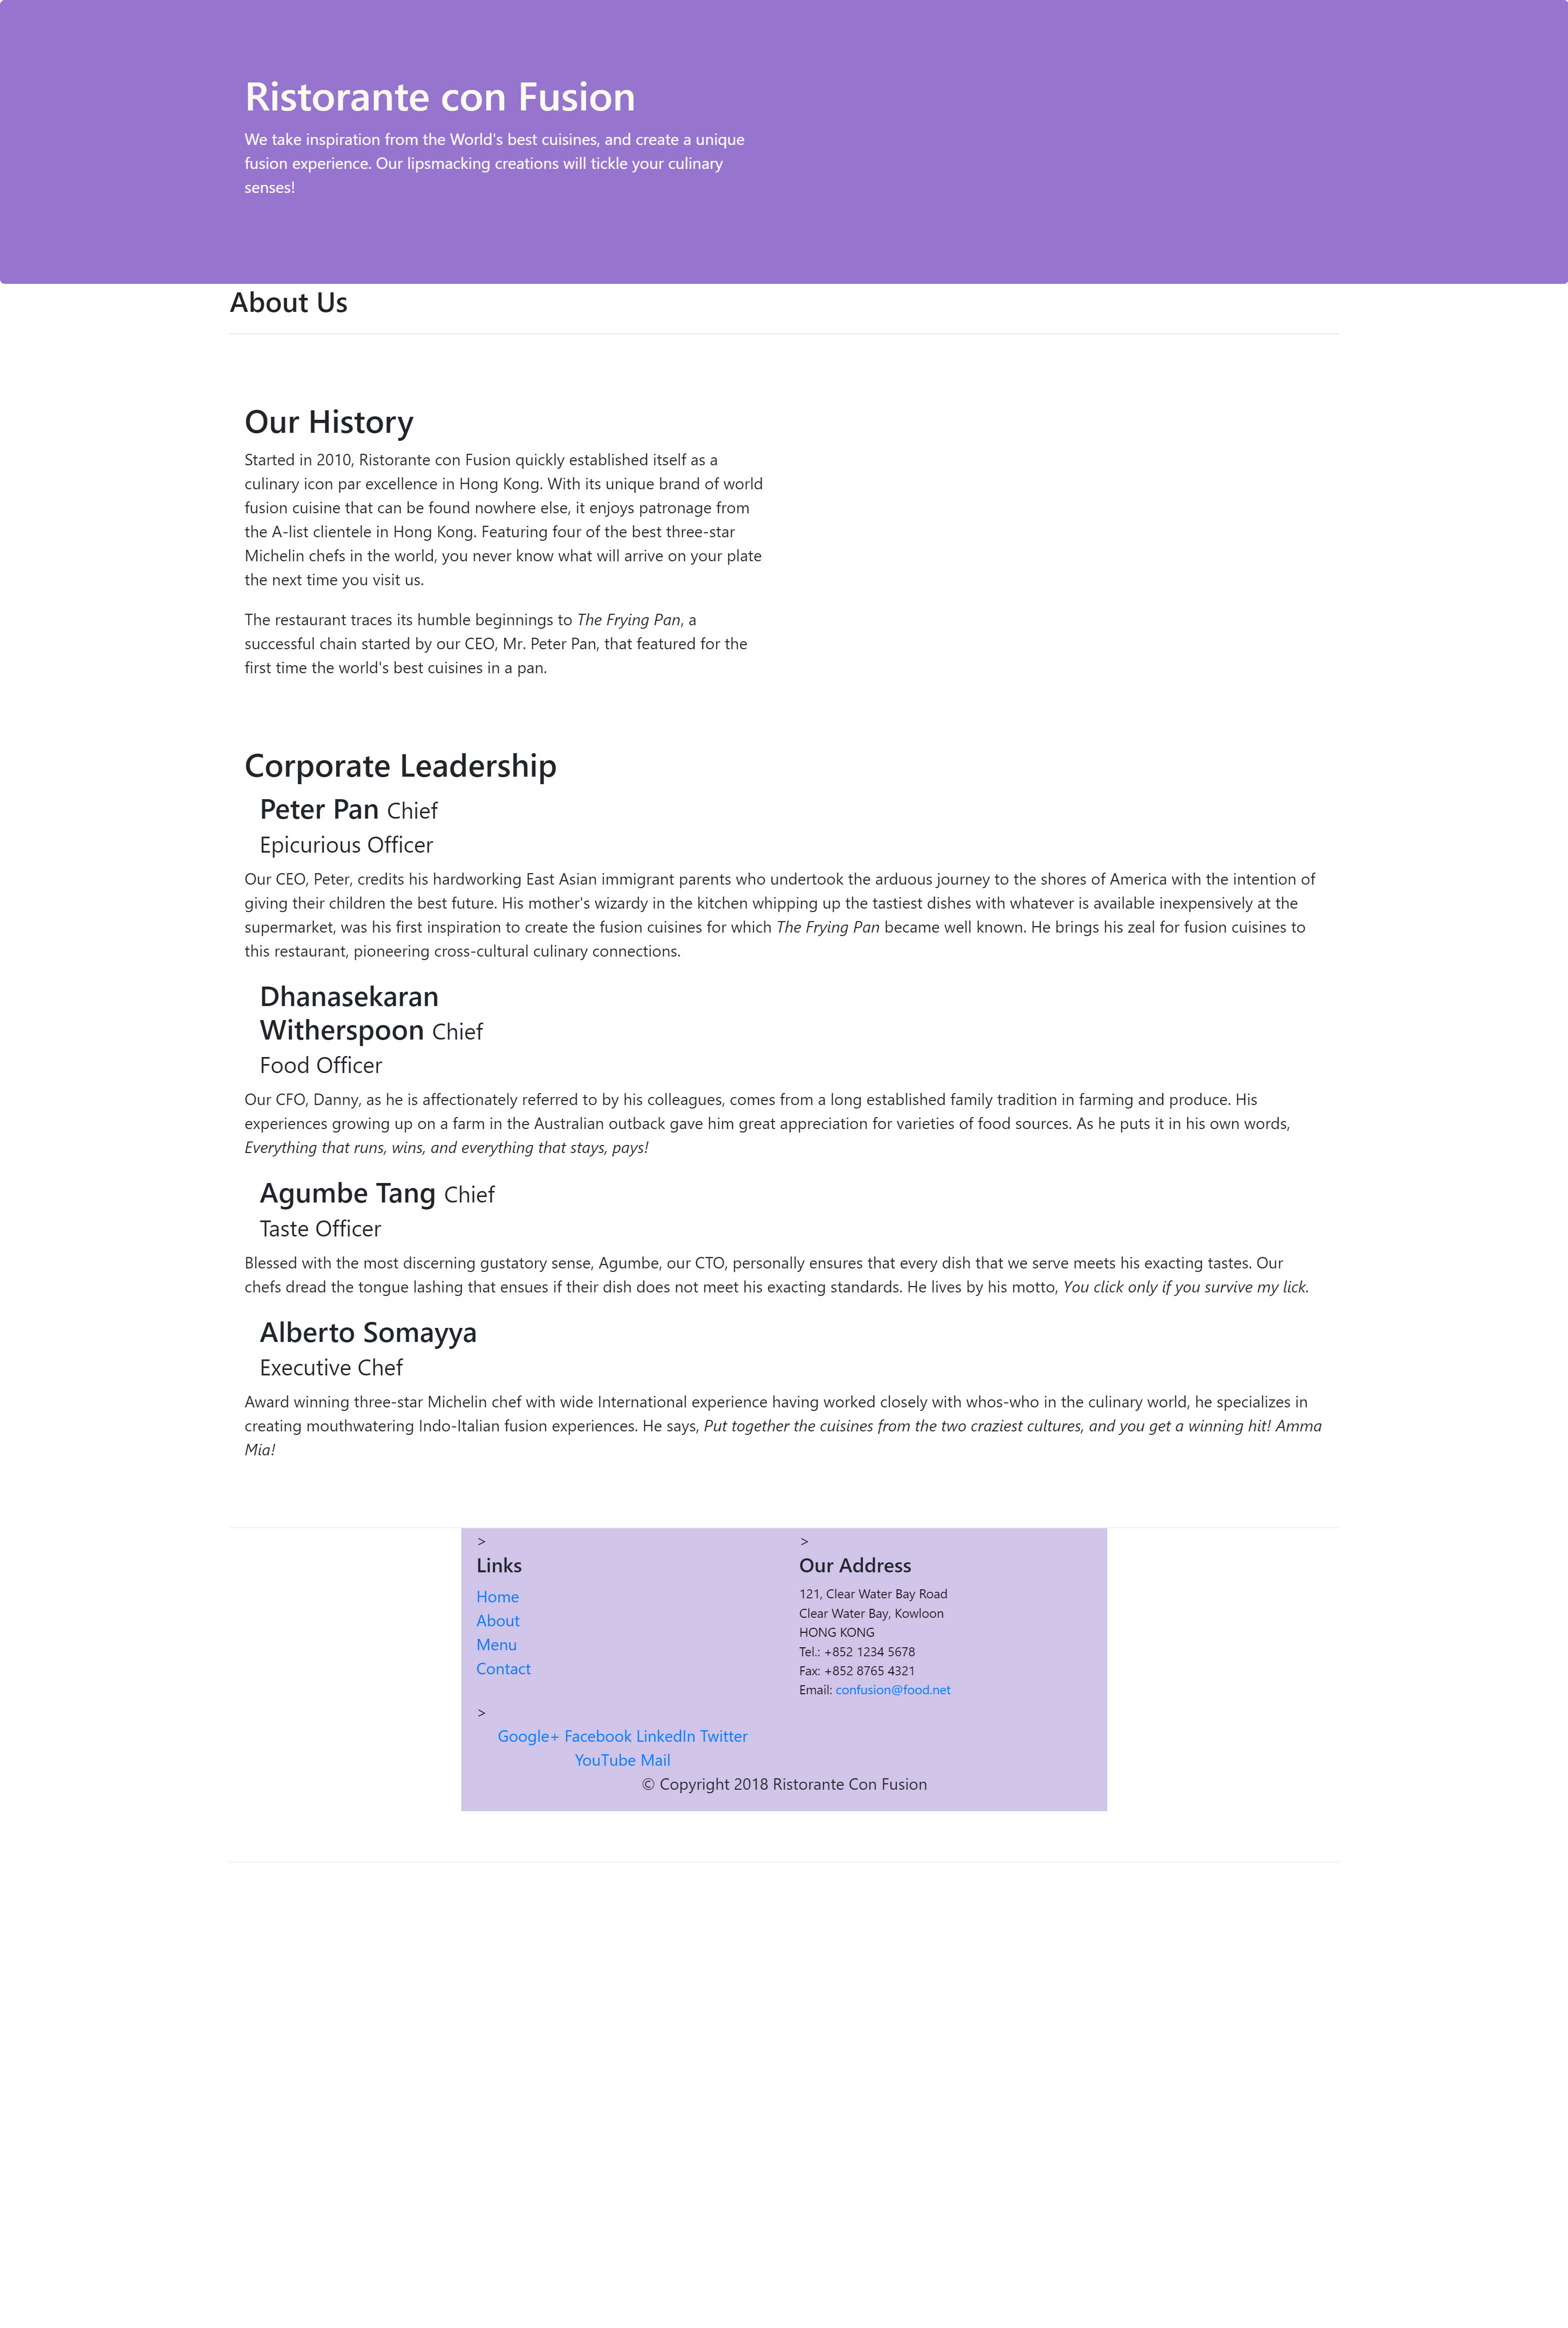 Ristorante con Fusion
We take inspiration from the World's best cuisines, and create a unique
fusion experience. Our lipsmacking creations will tickle your culinary
senses!
About Us
Our History
Started in 2010, Ristorante con Fusion quickly established itself as a
culinary icon par excellence in Hong Kong. With its unique brand of world
fusion cuisine that can be found nowhere else, it enjoys patronage from
the A-list clientele in Hong Kong. Featuring four of the best three-star
Michelin chefs in the world, you never know what will arrive on your plate
the next time you visit us.
The restaurant traces its humble beginnings to The Frying Pan, a
successful chain started by our CEO, Mr. Peter Pan, that featured for the
first time the world's best cuisines in a pan.
Corporate Leadership
Peter Pan Chief
Epicurious Officer
Our CEO, Peter, credits his hardworking East Asian immigrant parents who undertook the arduous journey to the shores of America with the intention of
giving their children the best future. His mother's wizardy in the kitchen whipping up the tastiest dishes with whatever is available inexpensively at the
supermarket, was his first inspiration to create the fusion cuisines for which The Frying Pan became well known. He brings his zeal for fusion cuisines to
this restaurant, pioneering cross-cultural culinary connections.
Dhanasekaran
Witherspoon Chief
Food Officer
Our CFO, Danny, as he is affectionately referred to by his colleagues, comes from a long established family tradition in farming and produce. His
experiences growing up on a farm in the Australian outback gave him great appreciation for varieties of food sources. As he puts it in his own words,
Everything that runs, wins, and everything that stays, pays!
Agumbe Tang Chief
Taste Officer
Blessed with the most discerning gustatory sense, Agumbe, our CTO, personally ensures that every dish that we serve meets his exacting tastes. Our
chefs dread the tongue lashing that ensues if their dish does not meet his exacting standards. He lives by his motto, You click only if you survive my lick.
Alberto Somayya
Executive Chef
Award winning three-star Michelin chef with wide International experience having worked closely with whos-who in the culinary world, he specializes in
creating mouthwatering Indo-Italian fusion experiences. He says, Put together the cuisines from the two craziest cultures, and you get a winning hit! Amma
Mia!
>
Links
Home
About
Menu
Contact
>
Our Address
121, Clear Water Bay Road
Clear Water Bay, Kowloon
HONG KONG
Tel.: +852 1234 5678
Fax: +852 8765 4321
Email: confusion@food.net
>
Google+ Facebook LinkedIn Twitter
YouTube Mail
© Copyright 2018 Ristorante Con Fusion